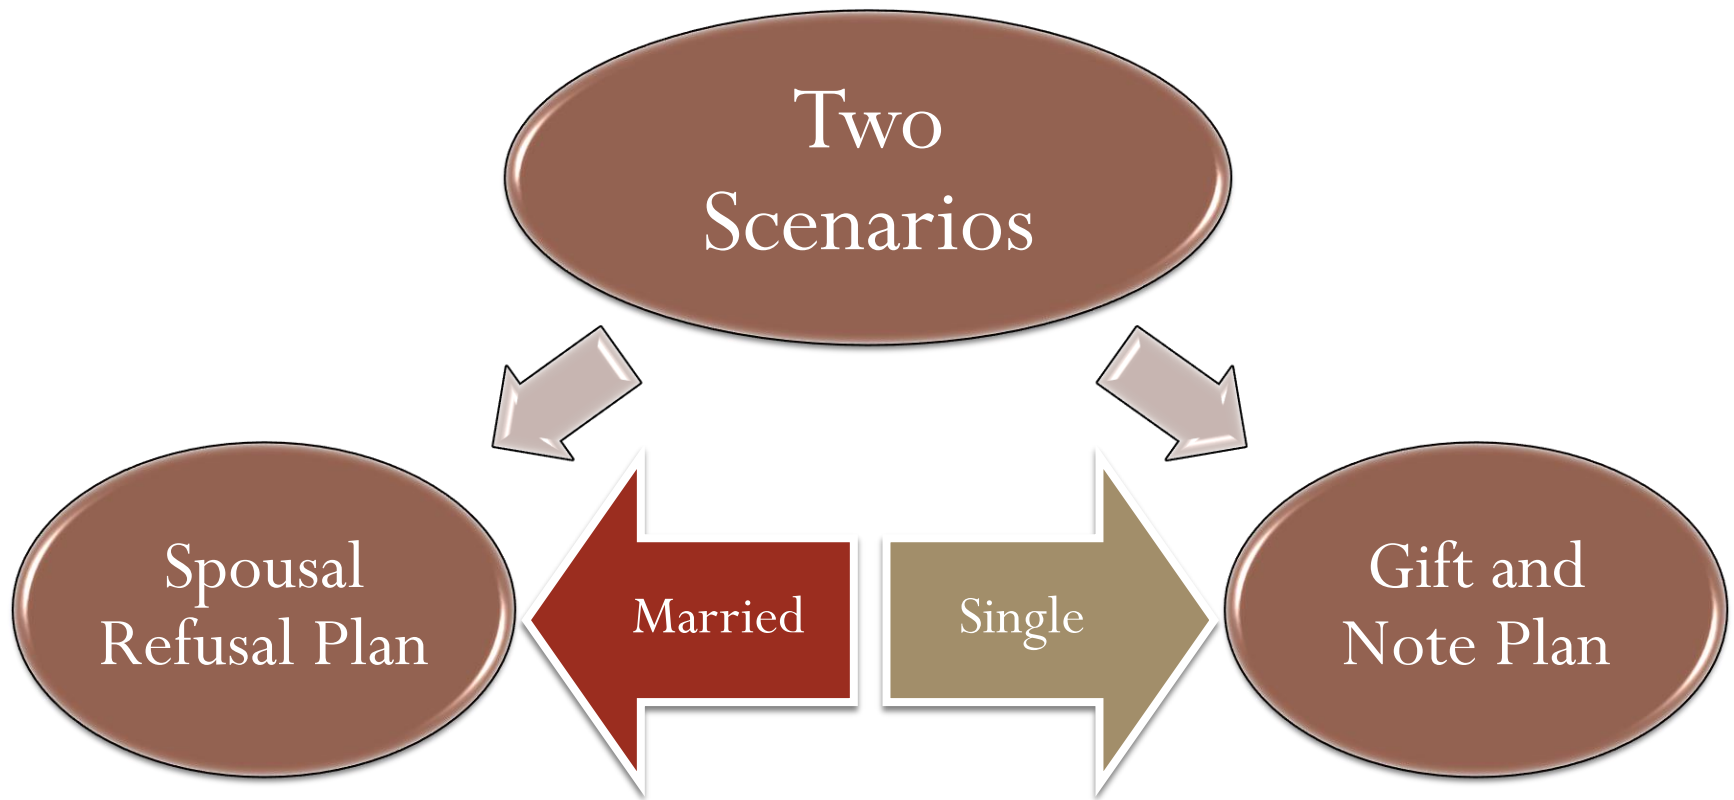 Two
Scenarios
Spousal
Refusal Plan
Married
Single
Gift and
Note Plan